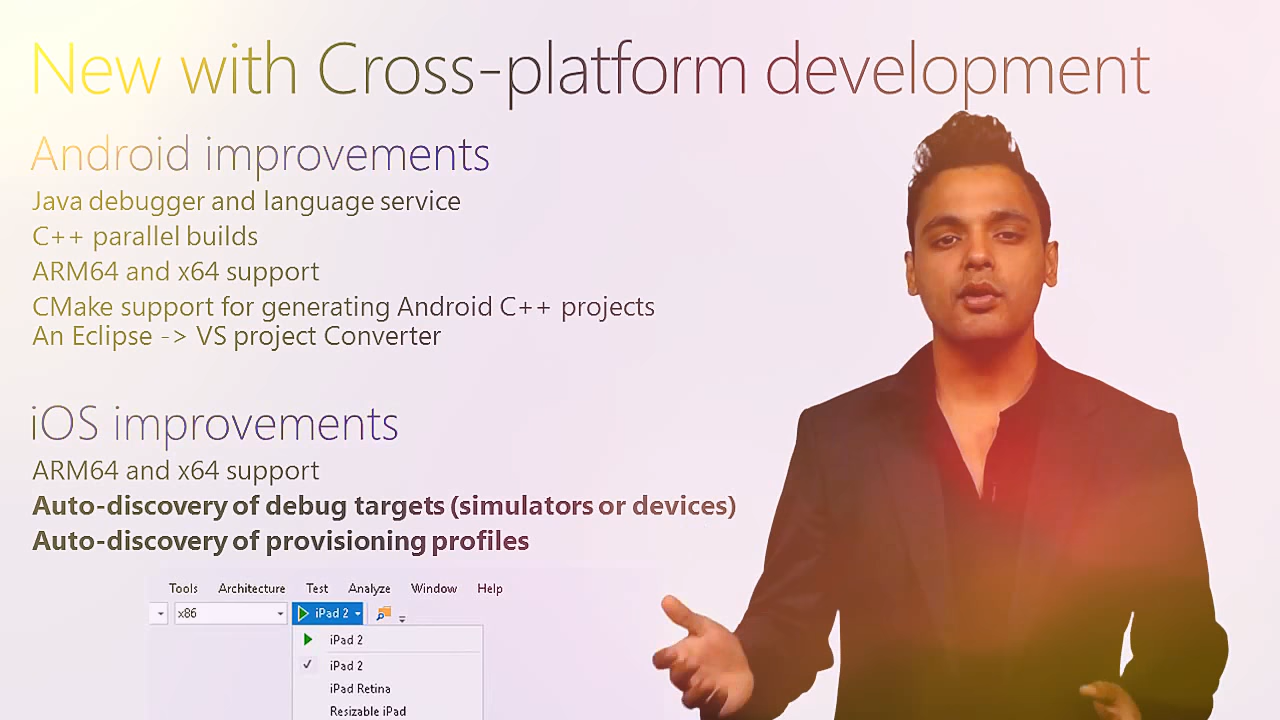 New with Cross-platform development
Android improvements
Java debugger and language service
C++ parallel builds
ARM64 and x64 support
CMake support for generating Android C++ projects
An Eclipse -> VS project Converter
iOS improvements
ARM64 and x64 support
Auto-discovery of debug targets (simulators or devices)
Auto-discovery of provisioning profiles
Tools Architecture Test Analyze Window Help
x86 iPad 2
iPad 2
iPad 2
iPad Retina
Resizable iPad